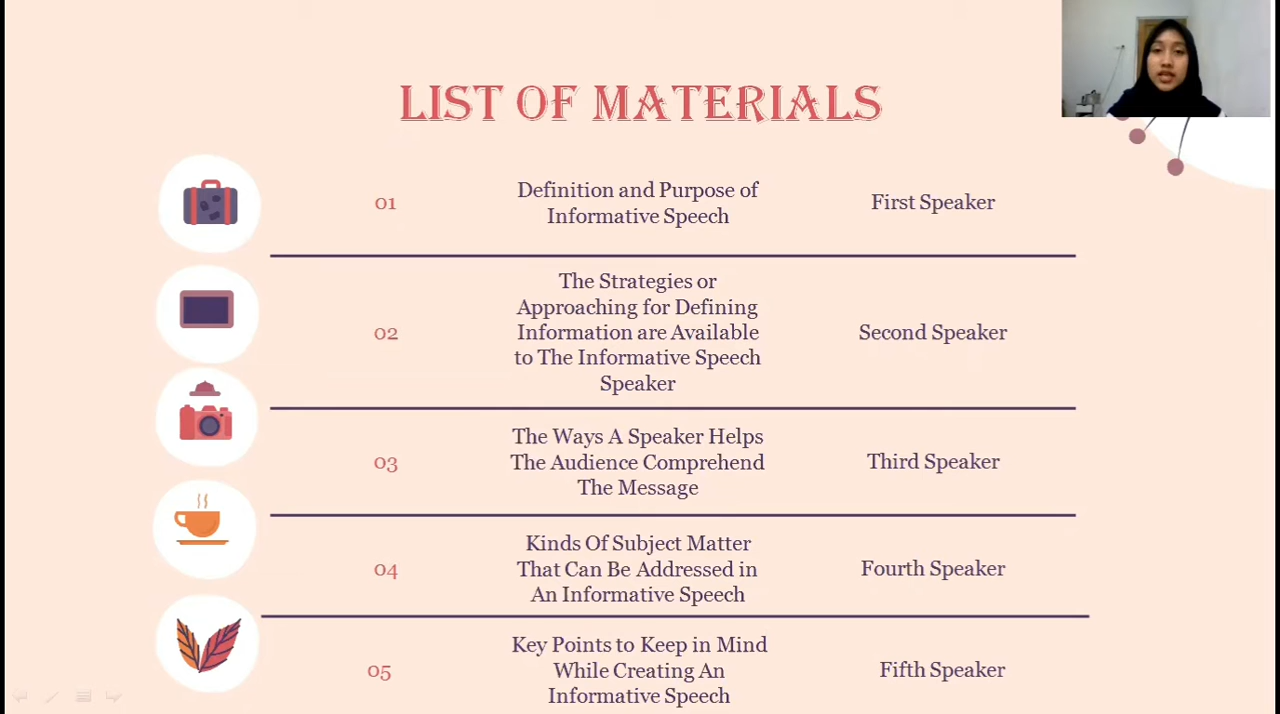 LIST OF MATERIALS
01
Definition and Purpose of
Informative Speech
First Speaker
02
The Strategies or
Approaching for Defining
Information are Available
to The Informative Speech
Speaker
Second Speaker
03
The Ways A Speaker Helps
The Audience Comprehend
The Message
Third Speaker
04
Kinds Of Subject Matter
That Can Be Addressed in
An Informative Speech
Fourth Speaker
05
Key Points to Keep in Mind
While Creating An
Informative Speech
Fifth Speaker